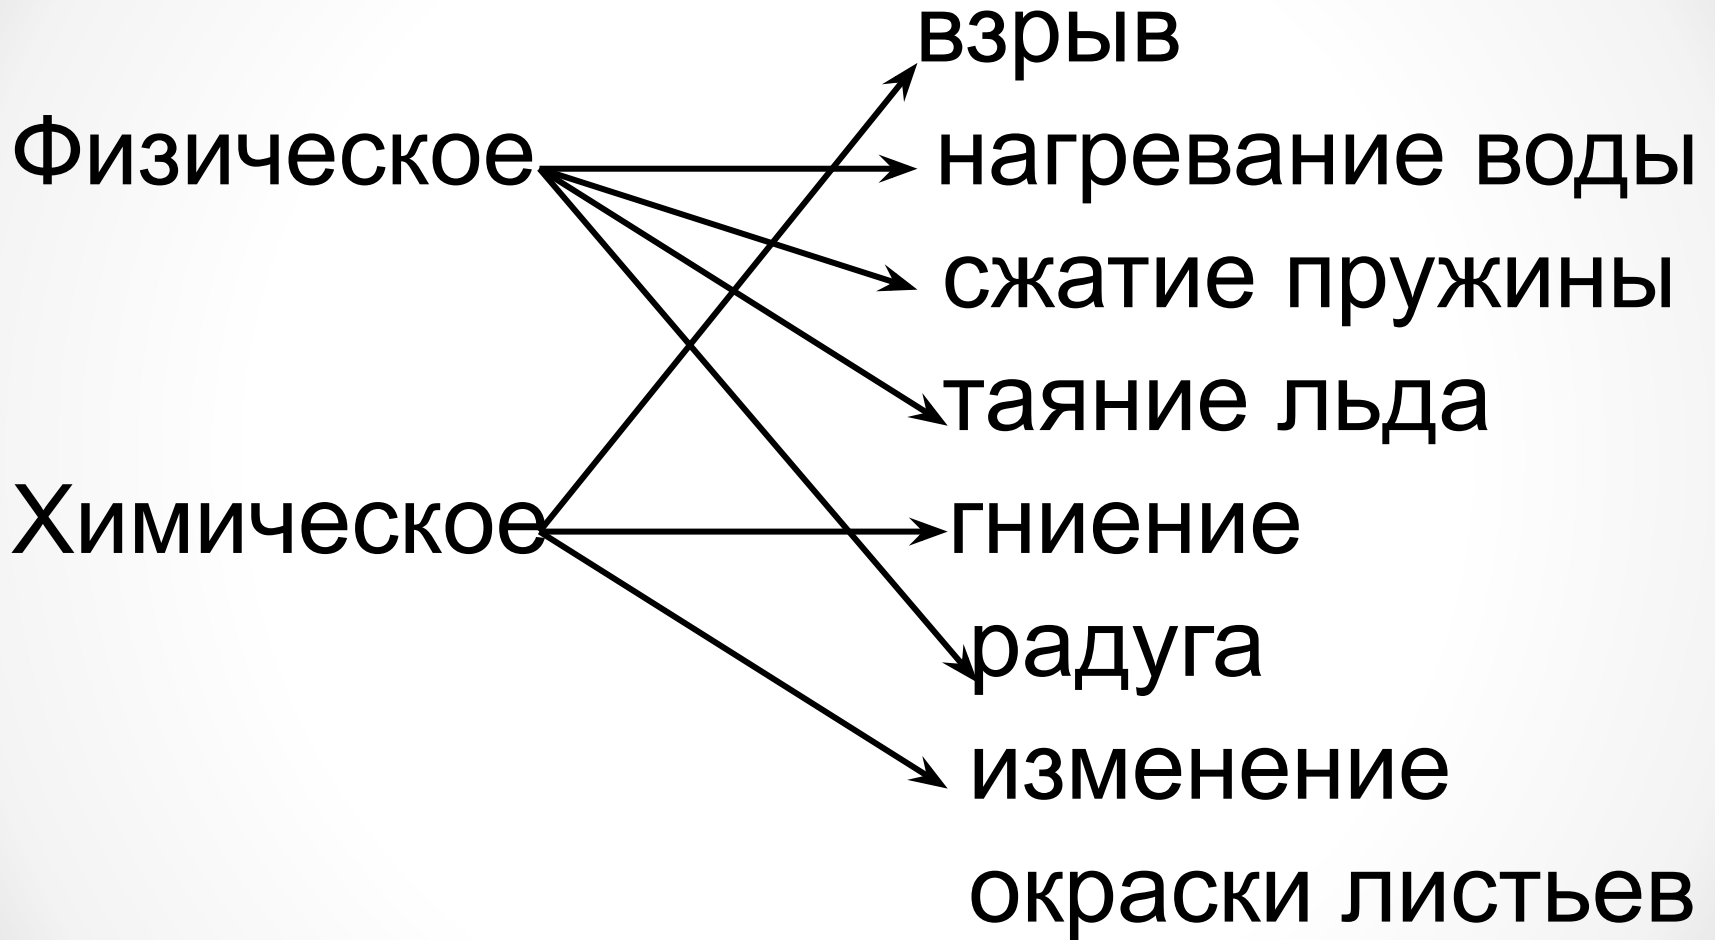 взрыв
Физическое
нагревание воды
сжатие пружины
таяние льда
Химическое
гниение
радуга
изменение
окраски листьев